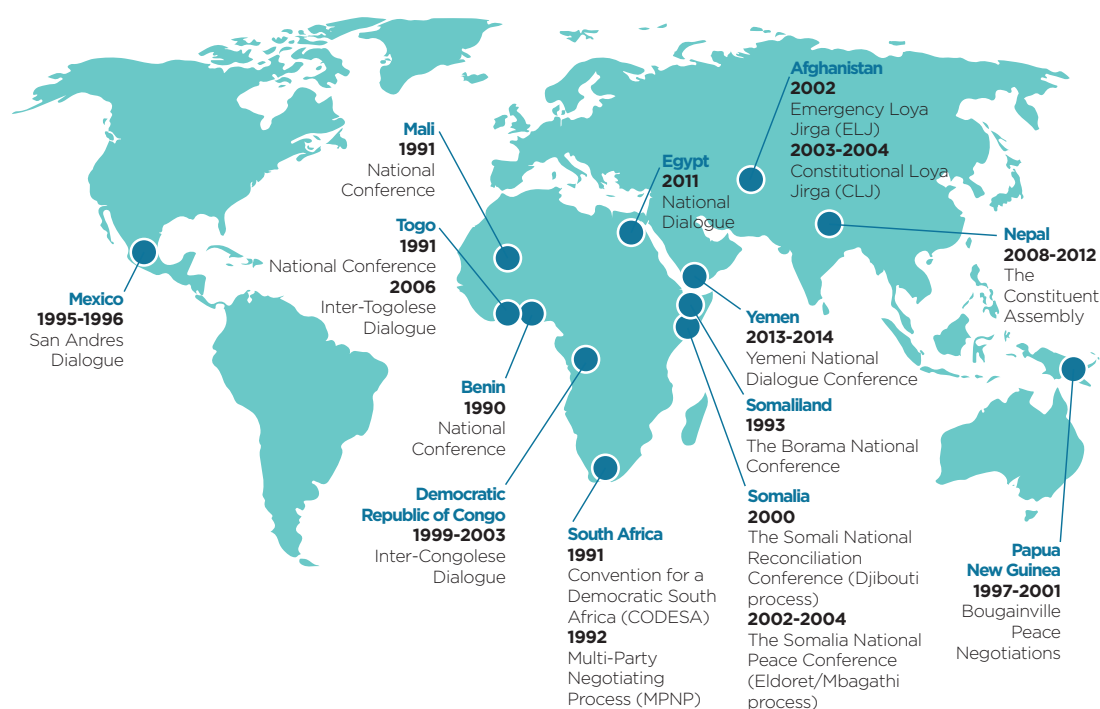 Afghanistan
2002
Emergency Loya
Jirga (ELJ)
2003-2004
Constitutional Loya
Jirga (CLJ)
Mali
1991
National
Conference
Egypt
2011
National
Dialogue
Togo
1991
National Conference
2006
Inter-Togolese
Dialogue
Nepal
2008-2012
The
Constituent
Assembly
Mexico
1995-1996
San Andres
Dialogue
Yemen
2013-2014
Yemeni National
Dialogue Conference
Benin
1990
National
Conference
Somaliland
1993
The Borama National
Conference
Democratic
Republic of Congo
1999-2003
Inter-Congolese
Dialogue
South Africa
1991
Convention for a
Democratic South
Africa (CODESA)
1992
Multi-Party
Negotiating
Process (MPNP)
Somalia
2000
The Somali National
Reconciliation
Conference (Djibouti
process)
2002-2004
The Somalia National
Peace Conference
(Eldoret/Mbagathi
process)
Papua
New Guinea
1997-2001
Bougainville
Peace
Negotiations